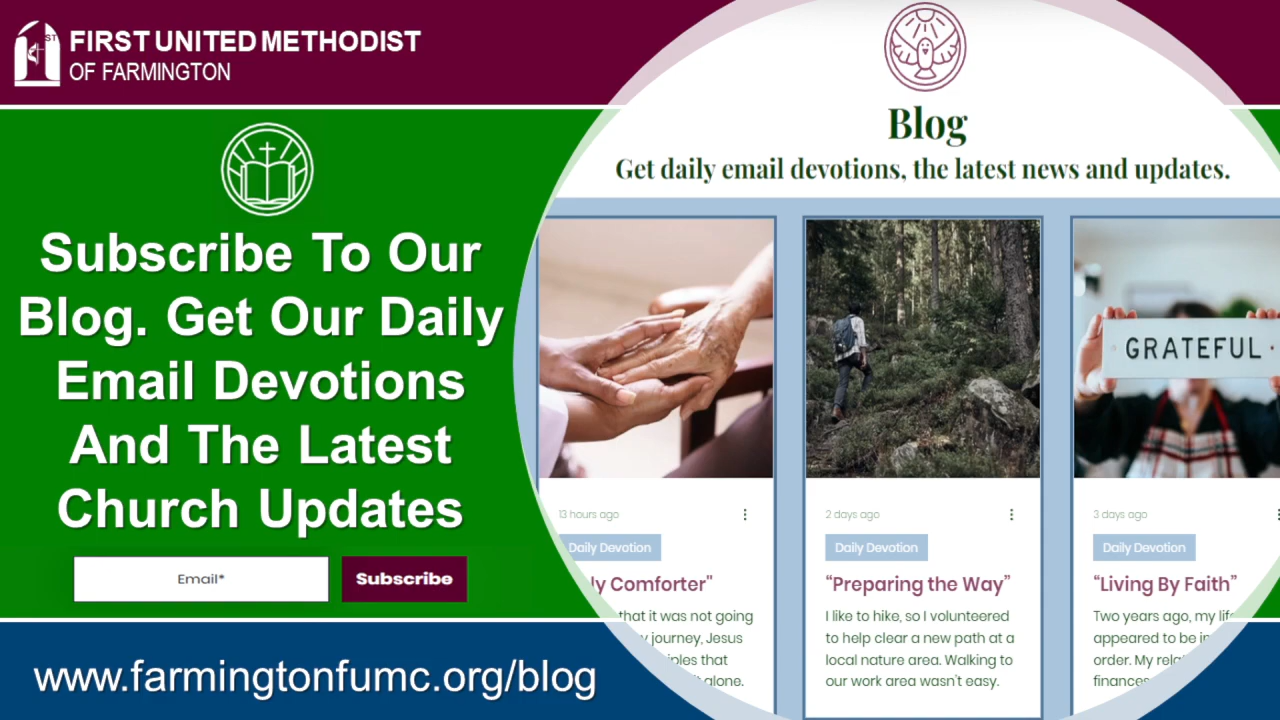 FIRST UNITED METHODIST
OF FARMINGTON
Subscribe To Our
Blog. Get Our Daily
Email Devotions
And The Latest
Church Updates
Email*
Subscribe
www.farmingtonfumc.org/blog
Blog
Get daily email devotions, the latest news and updates.
13 hours ago
Daily Devotion
ly Comforter"
that it was not going
journey, Jesus
that
alone.
2 days ago
Daily Devotion
“Preparing the Way”
I like to hike, so I volunteered
to help clear a new path at a
local nature area. Walking to
our work area wasn't easy.
GRATEFUL
3 days ago
Daily Devotion
“Living By Faith”
Two years ago, my life
appeared to be in
order. My
finances